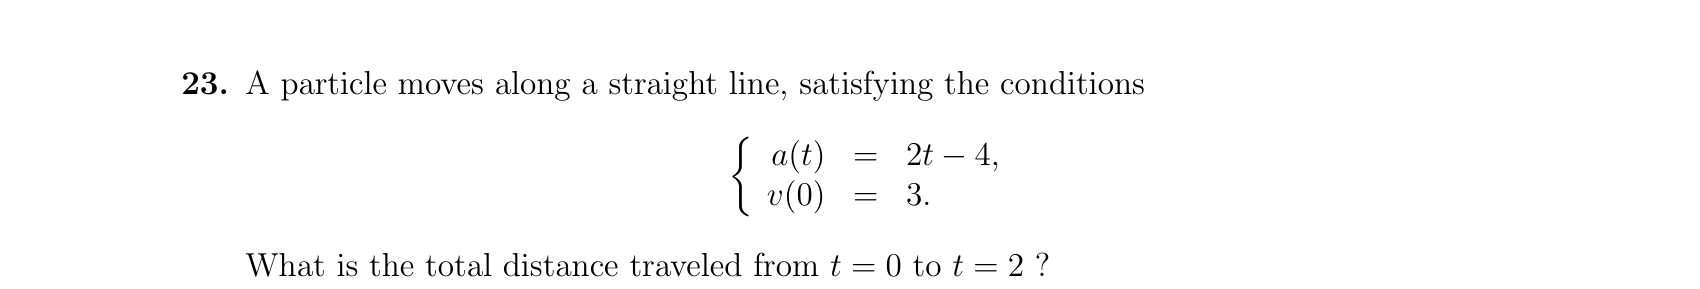 23. A particle moves along a straight line, satisfying the conditions
a(t) = 2t − 4,
v(0) = 3.
What is the total distance traveled from t = 0 to t = 2 ?